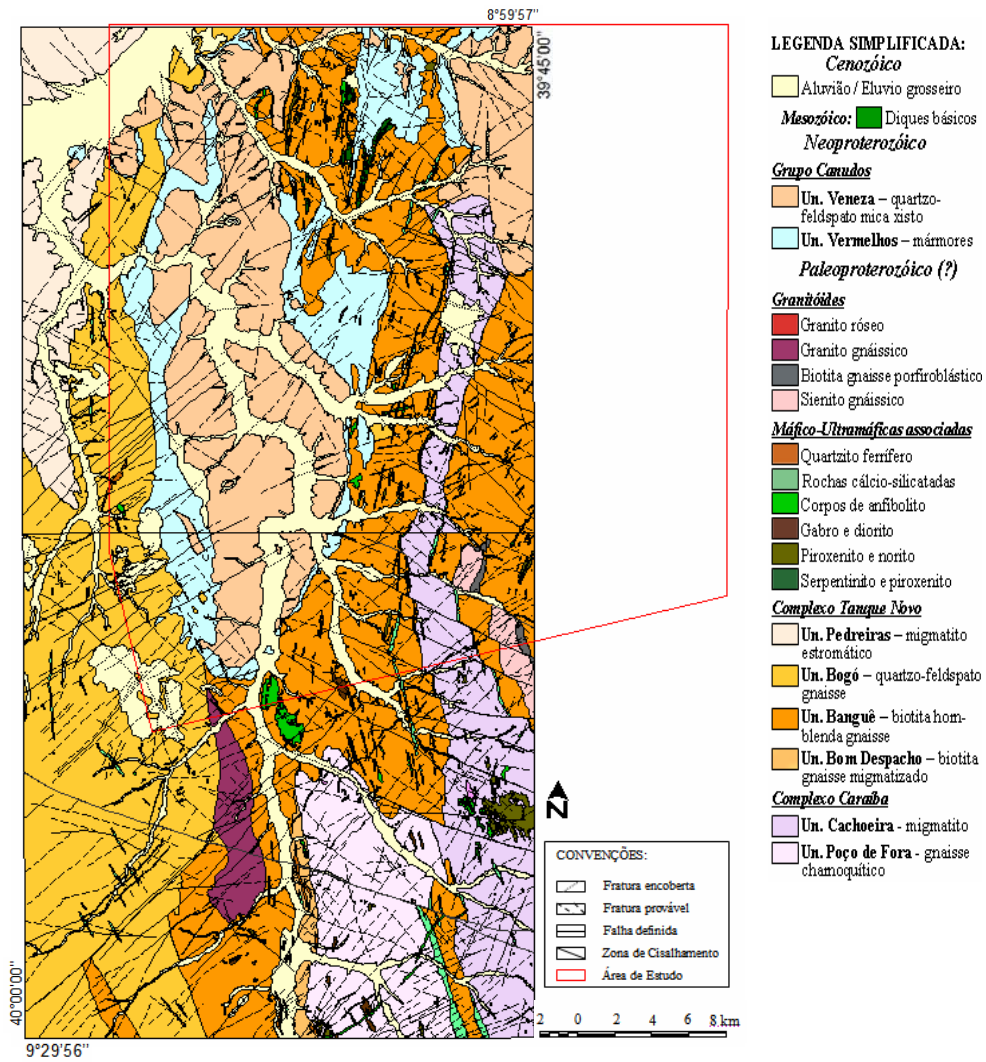 8°59'57"
39°45'00"
40°00'00"
9°29'56"
LEGENDA SIMPLIFICADA:
Cenozóico
Aluvião / Eluvio grosseiro
Mesozóico: Diques básicos
Neoproterozóico
Grupo Canudos
Un. Veneza – quartzo-
feldspato mica xisto
Un. Vermelhos – mármores
Paleoproterozóico (?)
Granitóides
Granito róseo
Granito gnáissico
Biotita gnaisse porfiroblástico
Sienito gnáissico
Máfico-Ultramáficas associadas
Quartzito ferrífero
Rochas cálcio-silicatadas
Corpos de anfibolito
Gabro e diorito
Piroxenito e norito
Serpentinito e piroxenito
Complexo Tanque Novo
Un. Pedreiras – migmatito
estromático
Un. Bogó – quartzo-feldspato
gnaisse
Un. Banguê – biotita horn-
blenda gnaisse
Un. Bom Despacho – biotita
gnaisse migmatizado
Complexo Caraíba
Un. Cachoeira - migmatito
Un. Poço de Fora - gnaisse
charnoquítico
N
CONVENÇÕES:
Fratura encoberta
Fratura provável
Falha definida
Zona de Cisalhamento
Área de Estudo
2 0 2 4 6 8 km